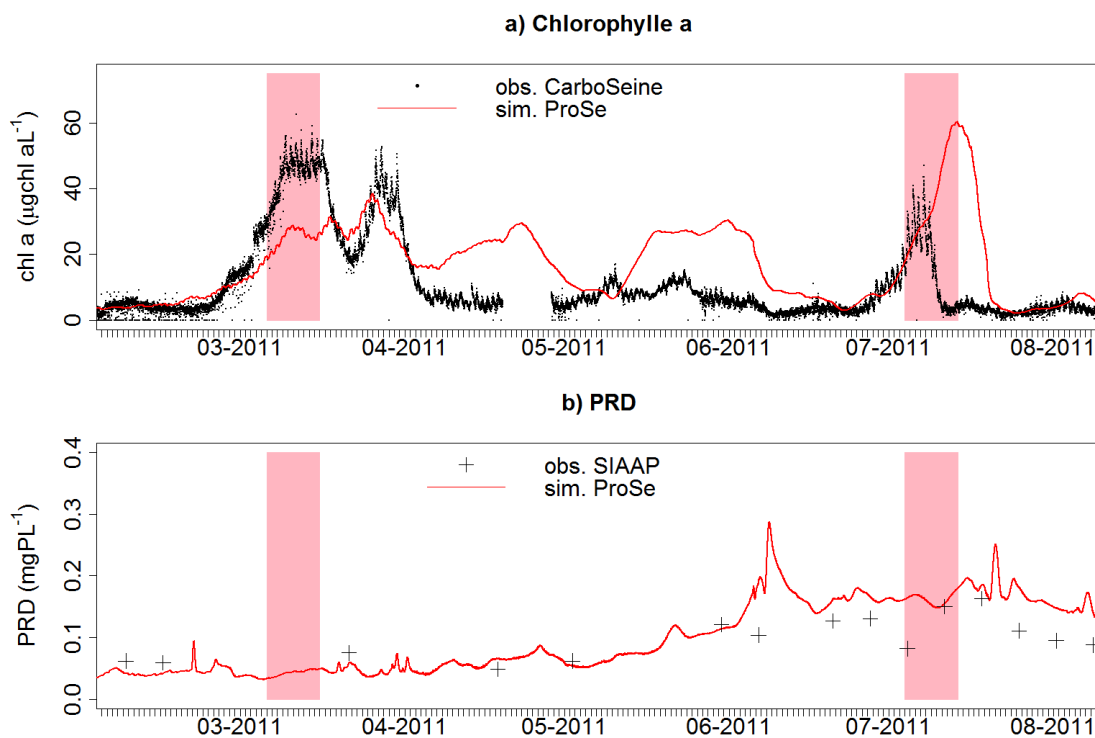 a) Chlorophylle a
obs. CarboSeine
sim. ProSe
chl a (µgchl aL⁻¹)
0 20 40 60
03-2011 04-2011 05-2011 06-2011 07-2011 08-2011
b) PRD
obs. SIAAP
sim. ProSe
PRD (mgPL⁻¹)
0.0 0.1 0.2 0.3 0.4
03-2011 04-2011 05-2011 06-2011 07-2011 08-2011